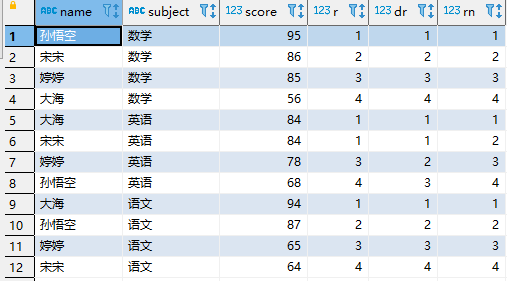 ABC name ABC subject 123 score 123 r 123 dr 123 rn
1 孙悟空 数学 95 1 1 1
2 宋宋 数学 86 2 2 2
3 婷婷 数学 85 3 3 3
4 大海 数学 56 4 4 4
5 大海 英语 84 1 1 1
6 宋宋 英语 84 1 1 2
7 婷婷 英语 78 3 2 3
8 孙悟空 英语 68 4 3 4
9 大海 语文 94 1 1 1
10 孙悟空 语文 87 2 2 2
11 婷婷 语文 65 3 3 3
12 宋宋 语文 64 4 4 4